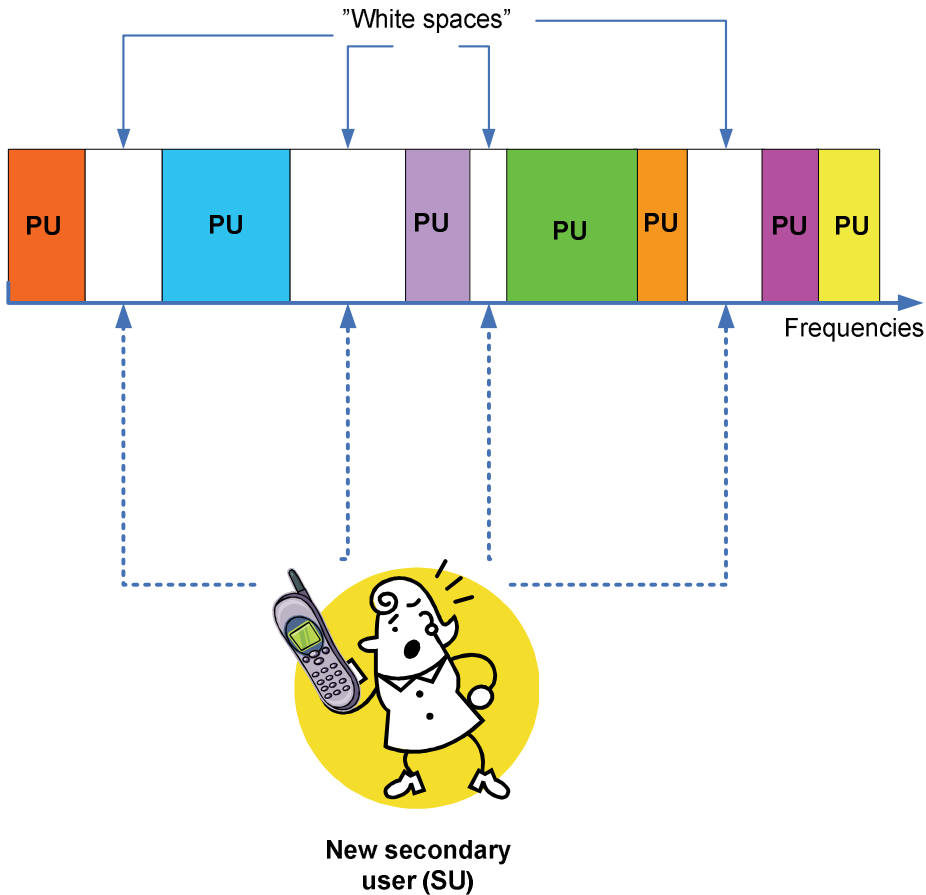 ”White spaces”
PU
PU
PU
PU
PU
PU
PU
Frequencies
New secondary
user (SU)